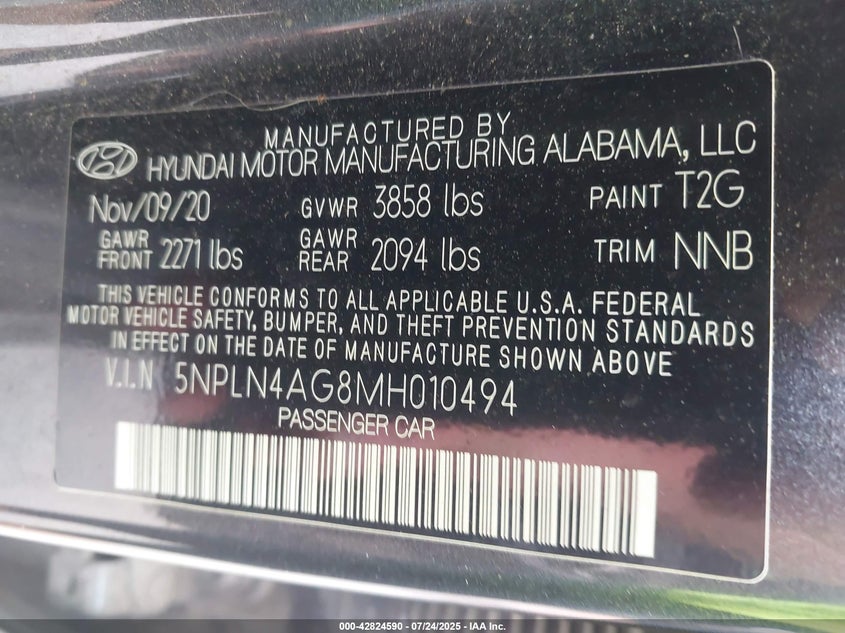 MANUFACTURED BY
HYUNDAI MOTOR MANUFACTURING ALABAMA, LLC
Nov/09/20 GVWR 3858 lbs PAINT T2G
GAWR FRONT 2271 lbs GAWR REAR 2094 lbs TRIM NNB
THIS VEHICLE CONFORMS TO ALL APPLICABLE U.S.A. FEDERAL
MOTOR VEHICLE SAFETY, BUMPER, AND THEFT PREVENTION STANDARDS
IN EFFECT ON THE DATE OF MANUFACTURE SHOWN ABOVE
V.I.N 5NPLN4AG8MH010494
PASSENGER CAR
000-42824590 - 07/24/2025 - IAA Inc.